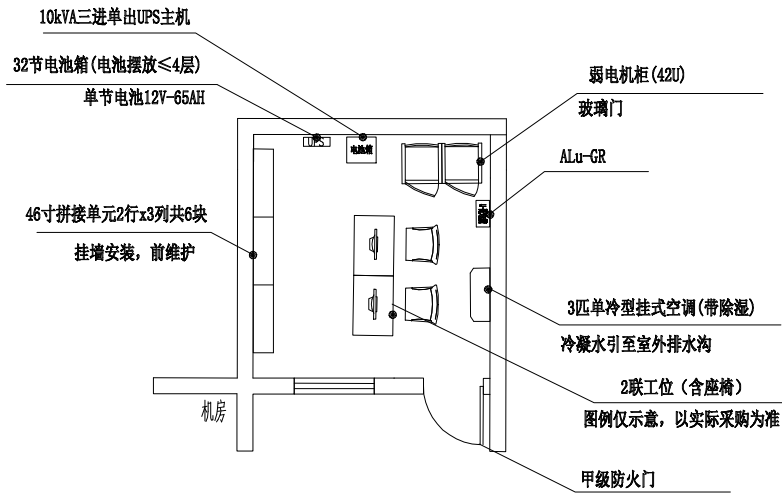 10kVA三进单出UPS主机
32节电池箱(电池摆放≤4层)
单节电池12V-65AH
弱电机柜(42U)
玻璃门
UPS
电池箱
ALu-GR
46寸拼接单元2行x3列共6块
挂墙安装，前维护
3匹单冷型挂式空调(带除湿)
冷凝水引至室外排水沟
2联工位（含座椅）
图例仅示意，以实际采购为准
机房
甲级防火门